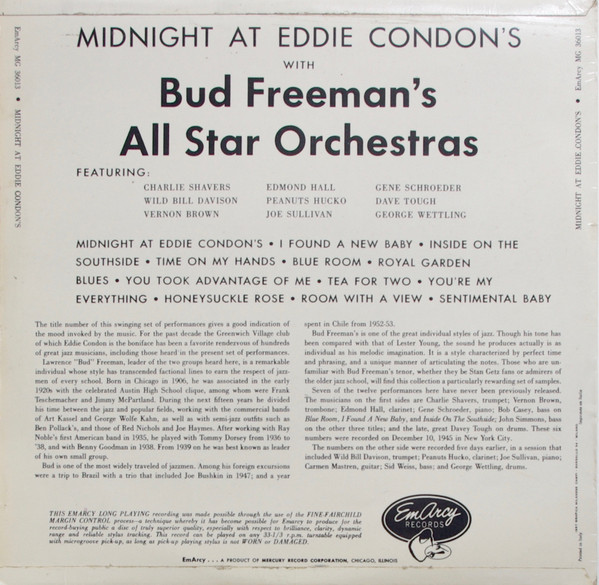 MIDNIGHT AT EDDIE CONDON'S
WITH
Bud Freeman's
All Star Orchestras
FEATURING:
CHARLIE SHAVERS EDMOND HALL GENE SCHROEDER
WILD BILL DAVISON PEANUTS HUCKO DAVE TOUGH
VERNON BROWN JOE SULLIVAN GEORGE WETTLING
MIDNIGHT AT EDDIE CONDON'S • I FOUND A NEW BABY • INSIDE ON THE
SOUTHSIDE • TIME ON MY HANDS • BLUE ROOM • ROYAL GARDEN
BLUES • YOU TOOK ADVANTAGE OF ME • TEA FOR TWO • YOU'RE MY
EVERYTHING • HONEYSUCKLE ROSE • ROOM WITH A VIEW • SENTIMENTAL BABY
The title number of this swinging set of performances gives a good indication of
the mood invoked by the music. For the past decade the Greenwich Village club
of which Eddie Condon is the boniface has been a favorite rendezvous of hundreds
of great jazz musicians, including those heard in the present set of performances.
Lawrence "Bud" Freeman, leader of the two groups heard here, is a remarkable
individual whose style has transcended factional lines to earn the respect of jazz-
men of every school. Born in Chicago in 1906, he was associated in the early
1920s with the celebrated Austin High School clique, among whom were Frank
Teschemacher and Jimmy McPartland. During the next fifteen years he divided
his time between the jazz and popular fields, working with the commercial bands
of Art Kassel and George Wolfe Kahn, as well as with semi-jazz outfits such as
Ben Pollack's, and those of Red Nichols and Joe Haymes. After working with Ray
Noble's first American band in 1935, he played with Tommy Dorsey from 1936 to
'38, and with Benny Goodman in 1938. From 1939 on he was best known as leader
of his own small group.
Bud is one of the most widely traveled of jazzmen. Among his foreign excursions
were a trip to Brazil with a trio that included Joe Bushkin in 1947; and a year
spent in Chile from 1952-53.
Bud Freeman's is one of the great individual styles of jazz. Though his tone has
been compared with that of Lester Young, the sound he produces actually is as
individual as his melodic imagination. It is a style characterized by perfect time
and phrasing, and a unique manner of articulating the notes. Those who are un-
familiar with Bud Freeman's tenor, whether they be Stan Getz fans or admirers
of the older jazz school, will find this collection a particularly rewarding set of samples.
Seven of the twelve performances here have never been previously released.
The musicians on the first sides are Charlie Shavers, trumpet; Vernon Brown,
trombone; Edmond Hall, clarinet; Gene Schroeder, piano; Bob Casey, bass on
Blue Room, I Found A New Baby, and Inside On The Southside; John Simmons, bass
on the other three titles; and the late, great Davey Tough on drums. These six
numbers were recorded on December 10, 1945 in New York City.
The numbers on the other side were recorded five days earlier, in a session that
included Wild Bill Davison, trumpet; Peanuts Hucko, clarinet; Joe Sullivan, piano;
Carmen Mastren, guitar; Sid Weiss, bass; and George Wettling, drums.
THIS EMARCY LONG PLAYING recording was made possible through the use of the FINE-FAIRCHILD
MARGIN CONTROL process—a technique whereby it has become possible for Emarcy to produce for the
record-buying public a disc of truly superior quality, especially with respect to brilliance, clarity, dynamic
range and reliable stylus tracking. This record can be played on any 33-1/3 r.p.m. turntable equipped
with microgroove pick-up, as long as pick-up playing stylus is not WORN or DAMAGED.
EmArcy . . . A PRODUCT OF MERCURY RECORD CORPORATION, CHICAGO, ILLINOIS
EmArcy
RECORDS
EmArcy MG 36013 • MIDNIGHT AT EDDIE CONDON'S
MIDNIGHT AT EDDIE CONDON'S • EmArcy MG 36013